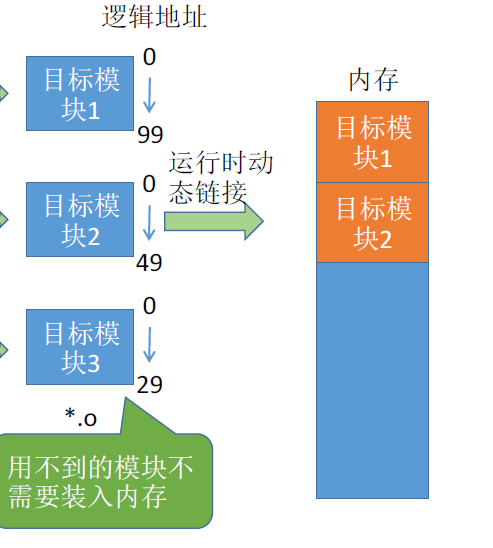 逻辑地址
0
目标模
块1
99
内存
目标模
块1
运行时动
态链接
0
目标模
块2
49
目标模
块2
0
目标模
块3
29
*.o
用不到的模块不
需要装入内存